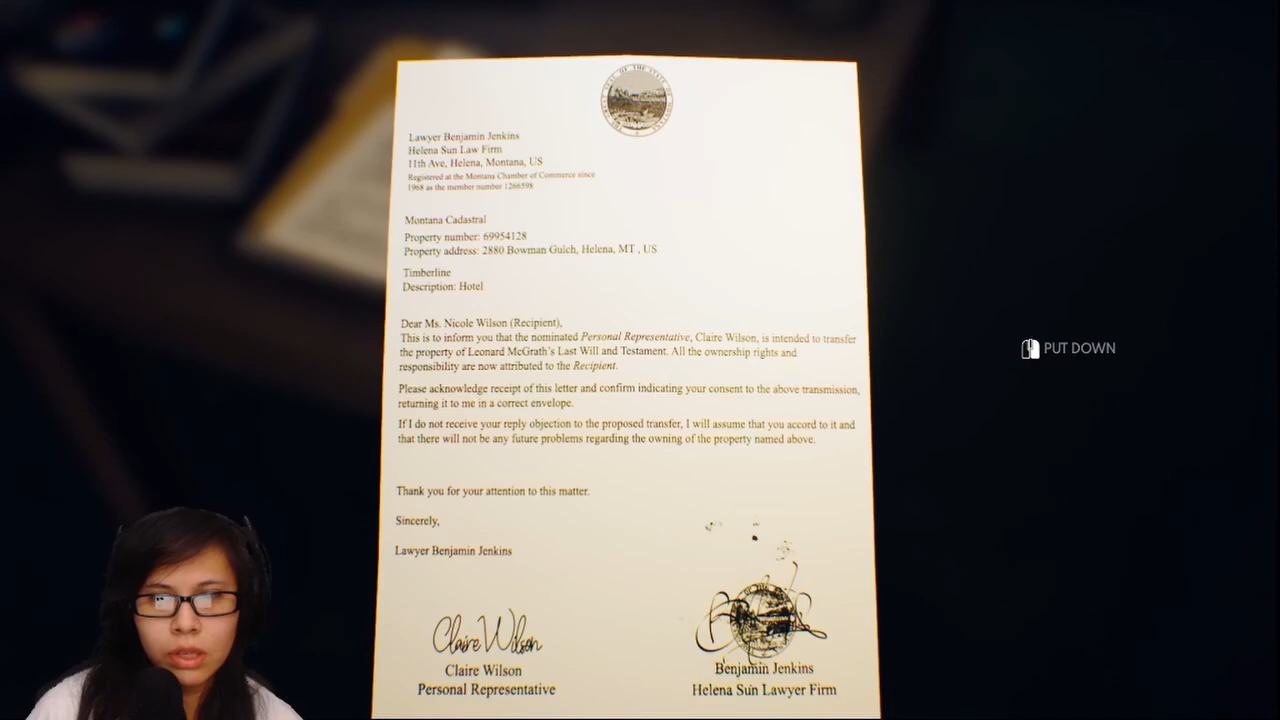 Lawyer Benjamin Jenkins
Helena Sun Law Firm
11th Ave, Helena, Montana, US
Registered at the Montana Chamber of Commerce since
1968 as the member number 1266598
Montana Cadastral
Property number: 69954128
Property address: 2880 Bowman Gulch, Helena, MT , US
Timberline
Description: Hotel
Dear Ms. Nicole Wilson (Recipient),
This is to inform you that the nominated Personal Representative, Claire Wilson, is intended to transfer
the property of Leonard McGrath's Last Will and Testament. All the ownership rights and
responsibility are now attributed to the Recipient.
Please acknowledge receipt of this letter and confirm indicating your consent to the above transmission,
returning it to me in a correct envelope.
If I do not receive your reply objection to the proposed transfer, I will assume that you accord to it and
that there will not be any future problems regarding the owning of the property named above.
PUT DOWN
Thank you for your attention to this matter.
Sincerely,
Lawyer Benjamin Jenkins
Claire Wilson
Claire Wilson
Personal Representative
Benjamin Jenkins
Helena Sun Lawyer Firm